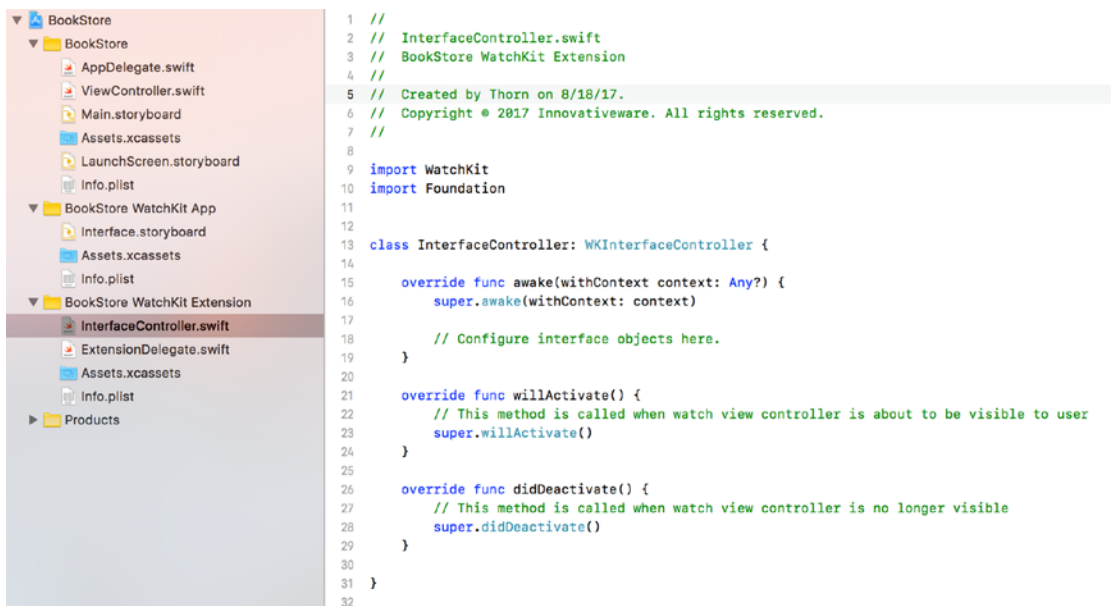 BookStore
BookStore
AppDelegate.swift
ViewController.swift
Main.storyboard
Assets.xcassets
LaunchScreen.storyboard
Info.plist
BookStore WatchKit App
Interface.storyboard
Assets.xcassets
Info.plist
BookStore WatchKit Extension
InterfaceController.swift
ExtensionDelegate.swift
Assets.xcassets
Info.plist
Products
1 //
2 //  InterfaceController.swift
3 //  BookStore WatchKit Extension
4 //
5 //  Created by Thorn on 8/18/17.
6 //  Copyright © 2017 Innovativeware. All rights reserved.
7 //
8
9 import WatchKit
10 import Foundation
11
12
13 class InterfaceController: WKInterfaceController {
14
15     override func awake(withContext context: Any?) {
16         super.awake(withContext: context)
17
18         // Configure interface objects here.
19     }
20
21     override func willActivate() {
22         // This method is called when watch view controller is about to be visible to user
23         super.willActivate()
24     }
25
26     override func didDeactivate() {
27         // This method is called when watch view controller is no longer visible
28         super.didDeactivate()
29     }
30
31 }
32